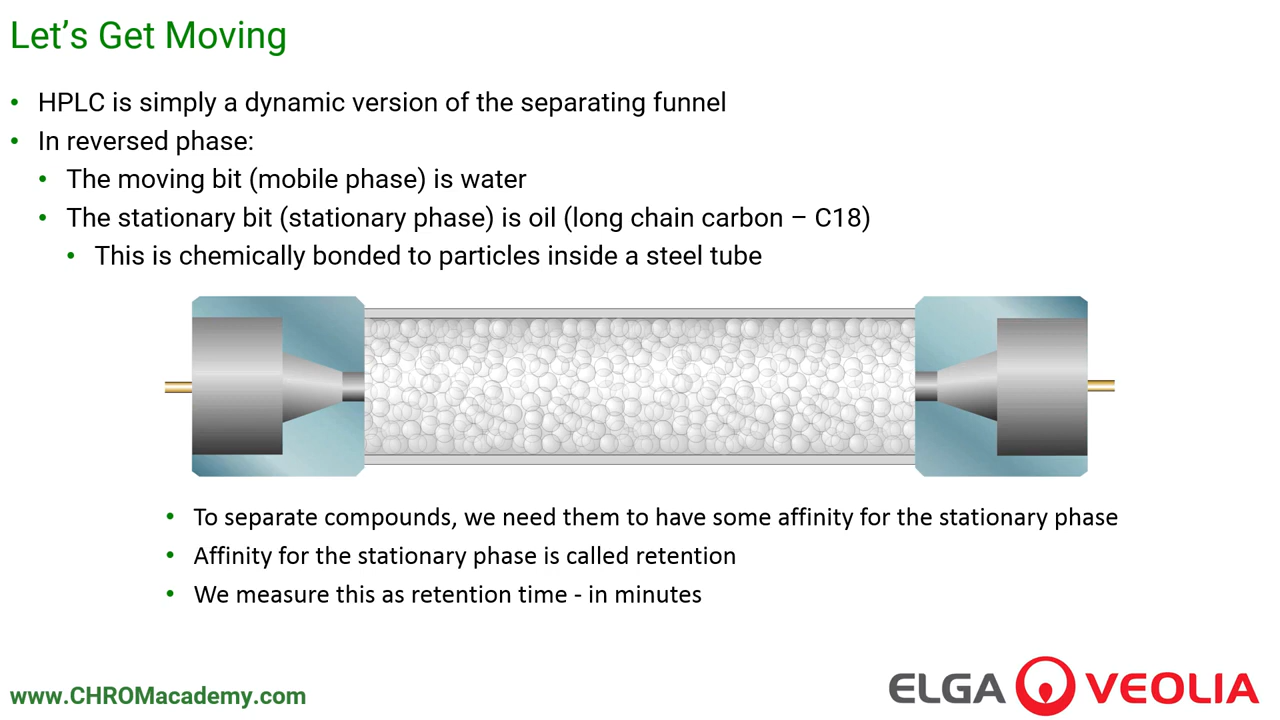 Let's Get Moving
• HPLC is simply a dynamic version of the separating funnel
• In reversed phase:
• The moving bit (mobile phase) is water
• The stationary bit (stationary phase) is oil (long chain carbon – C18)
• This is chemically bonded to particles inside a steel tube
• To separate compounds, we need them to have some affinity for the stationary phase
• Affinity for the stationary phase is called retention
• We measure this as retention time - in minutes
www.CHROMacademy.com
ELGA VEOLIA